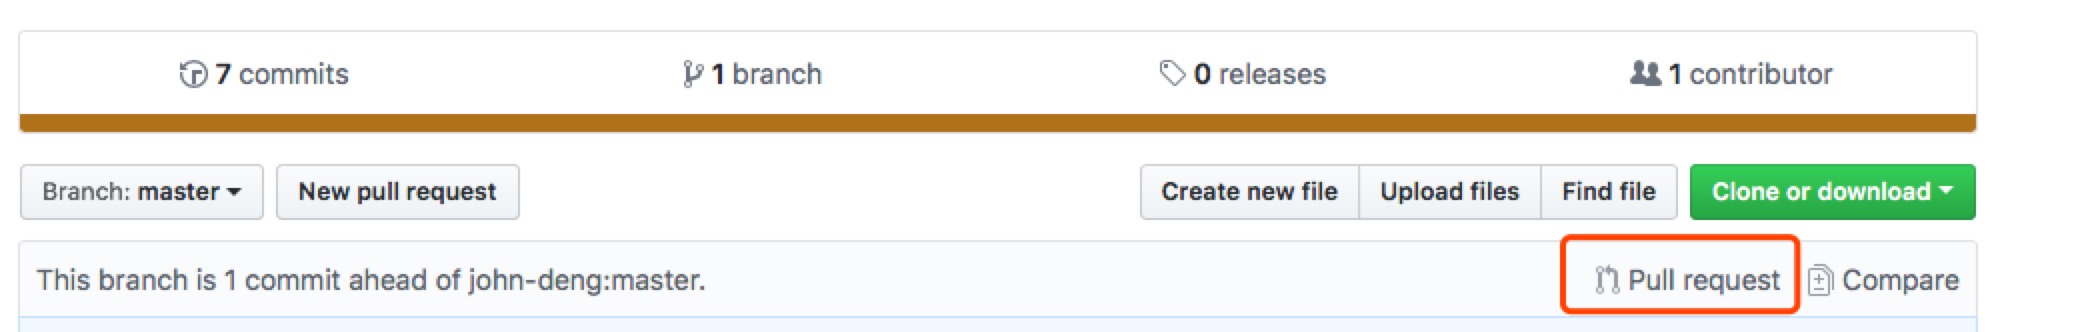 7 commits 1 branch 0 releases 1 contributor
Branch: master New pull request Create new file Upload files Find file Clone or download
This branch is 1 commit ahead of john-deng:master. Pull request Compare